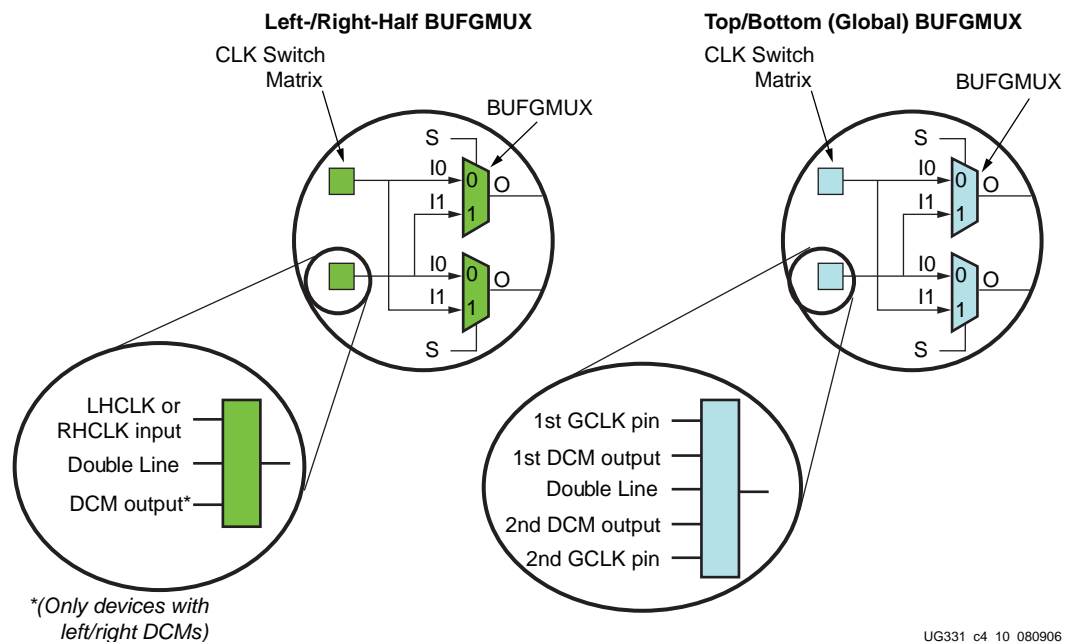 Left-/Right-Half BUFGMUX
CLK Switch
Matrix
BUFGMUX
S
I0
0
O
I1
1
I0
0
O
I1
1
S
LHCLK or
RHCLK input
Double Line
DCM output*
*(Only devices with
left/right DCMs)
Top/Bottom (Global) BUFGMUX
CLK Switch
Matrix
BUFGMUX
S
I0
0
O
I1
1
I0
0
O
I1
1
S
1st GCLK pin
1st DCM output
Double Line
2nd DCM output
2nd GCLK pin
UG331_c4_10_080906